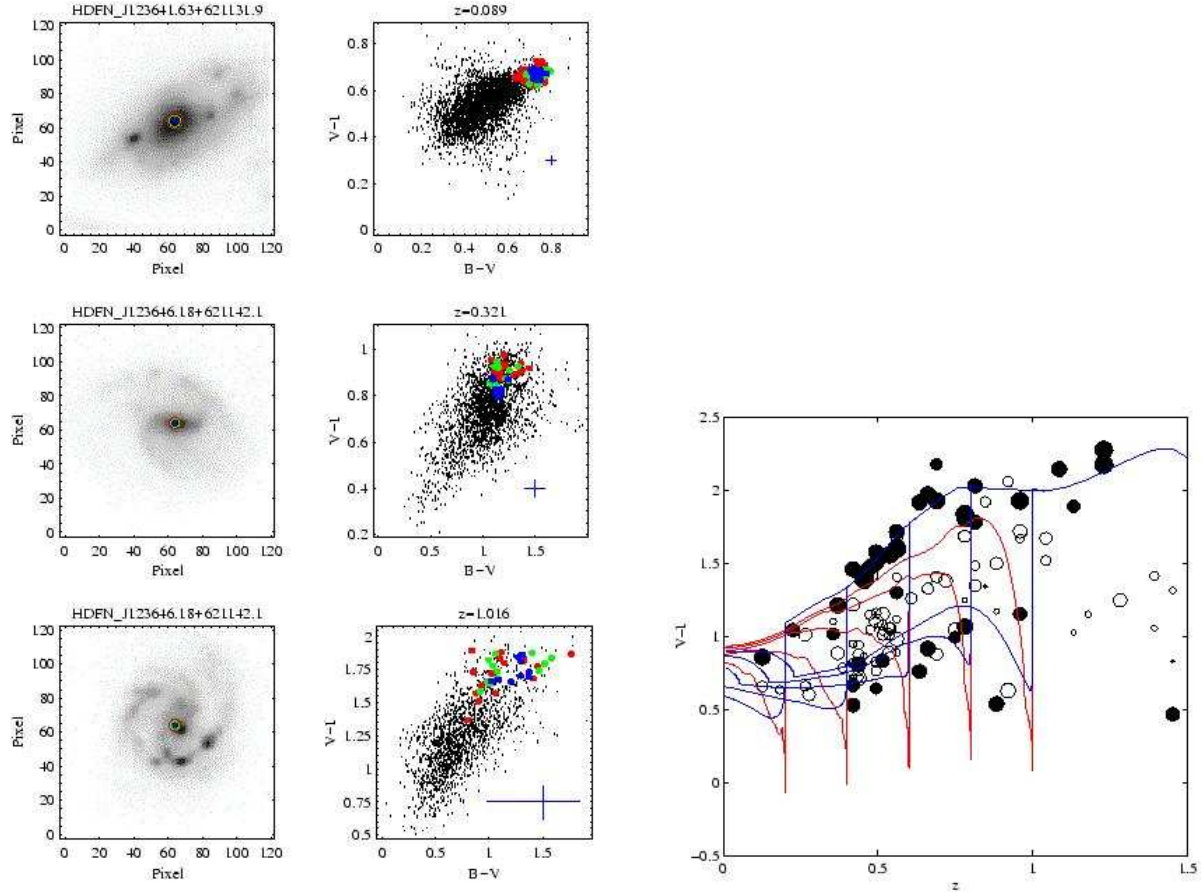 HDFN_J123641.63+621131.9
120
100
80
60
40
20
0
Pixel
0 20 40 60 80 100 120
Pixel
z=0.089
0.8
0.6
0.4
0.2
0
V-I
0 0.2 0.4 0.6 0.8
B-V
HDFN_J123646.18+621142.1
120
100
80
60
40
20
0
Pixel
0 20 40 60 80 100 120
Pixel
z=0.321
1
0.8
0.6
0.4
0.2
V-I
0 0.5 1 1.5
B-V
HDFN_J123646.18+621142.1
120
100
80
60
40
20
0
Pixel
0 20 40 60 80 100 120
Pixel
z=1.016
2
1.75
1.5
1.25
1
0.75
0.5
V-I
0 0.5 1 1.5
B-V
2.5
2
1.5
1
0.5
0
-0.5
V-I
0 0.5 1 1.5
z